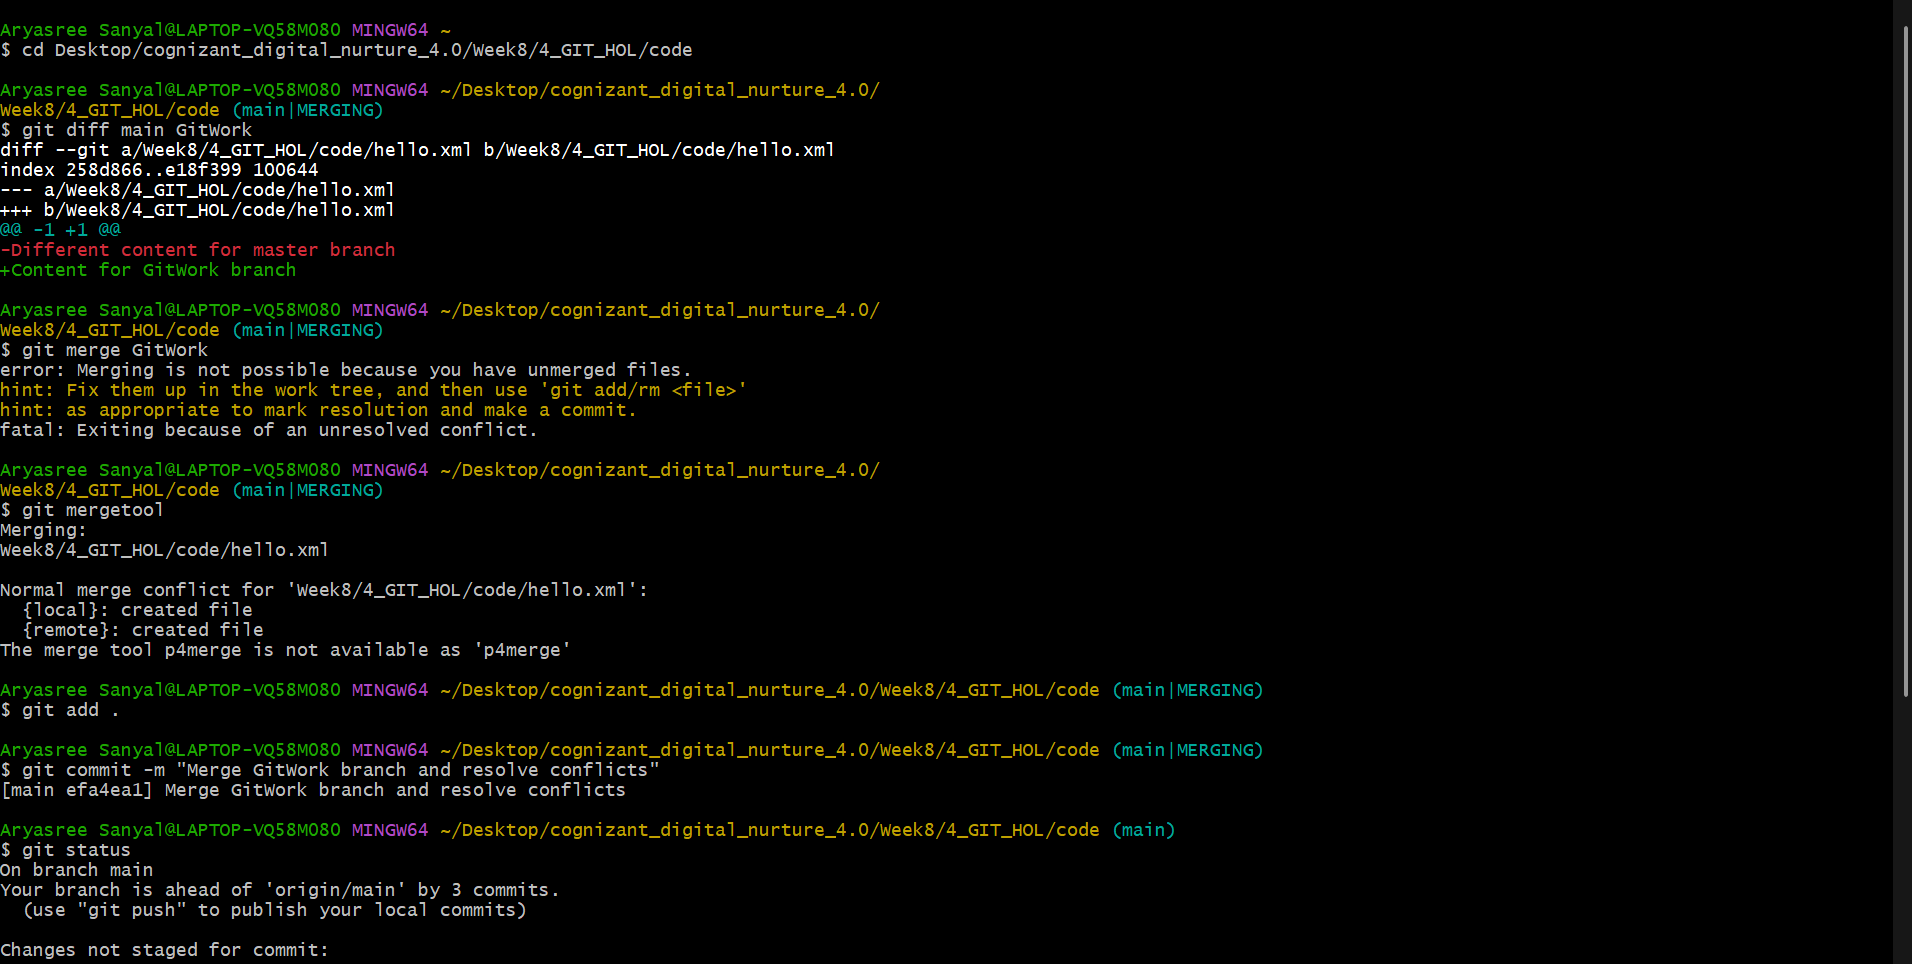 Aryasree Sanyal@LAPTOP-VQ58M080 MINGW64 ~
$ cd Desktop/cognizant_digital_nurture_4.0/Week8/4_GIT_HOL/code
Aryasree Sanyal@LAPTOP-VQ58M080 MINGW64 ~/Desktop/cognizant_digital_nurture_4.0/
Week8/4_GIT_HOL/code (main|MERGING)
$ git diff main GitWork
diff --git a/Week8/4_GIT_HOL/code/hello.xml b/Week8/4_GIT_HOL/code/hello.xml
index 258d866..e18f399 100644
--- a/Week8/4_GIT_HOL/code/hello.xml
+++ b/Week8/4_GIT_HOL/code/hello.xml
@@ -1 +1 @@
-Different content for master branch
+Content for GitWork branch
Aryasree Sanyal@LAPTOP-VQ58M080 MINGW64 ~/Desktop/cognizant_digital_nurture_4.0/
Week8/4_GIT_HOL/code (main|MERGING)
$ git merge GitWork
error: Merging is not possible because you have unmerged files.
hint: Fix them up in the work tree, and then use 'git add/rm <file>'
hint: as appropriate to mark resolution and make a commit.
fatal: Exiting because of an unresolved conflict.
Aryasree Sanyal@LAPTOP-VQ58M080 MINGW64 ~/Desktop/cognizant_digital_nurture_4.0/
Week8/4_GIT_HOL/code (main|MERGING)
$ git mergetool
Merging:
Week8/4_GIT_HOL/code/hello.xml
Normal merge conflict for 'Week8/4_GIT_HOL/code/hello.xml':
  {local}: created file
  {remote}: created file
The merge tool p4merge is not available as 'p4merge'
Aryasree Sanyal@LAPTOP-VQ58M080 MINGW64 ~/Desktop/cognizant_digital_nurture_4.0/Week8/4_GIT_HOL/code (main|MERGING)
$ git add .
Aryasree Sanyal@LAPTOP-VQ58M080 MINGW64 ~/Desktop/cognizant_digital_nurture_4.0/Week8/4_GIT_HOL/code (main|MERGING)
$ git commit -m "Merge GitWork branch and resolve conflicts"
[main efa4ea1] Merge GitWork branch and resolve conflicts
Aryasree Sanyal@LAPTOP-VQ58M080 MINGW64 ~/Desktop/cognizant_digital_nurture_4.0/Week8/4_GIT_HOL/code (main)
$ git status
On branch main
Your branch is ahead of 'origin/main' by 3 commits.
  (use "git push" to publish your local commits)
Changes not staged for commit: